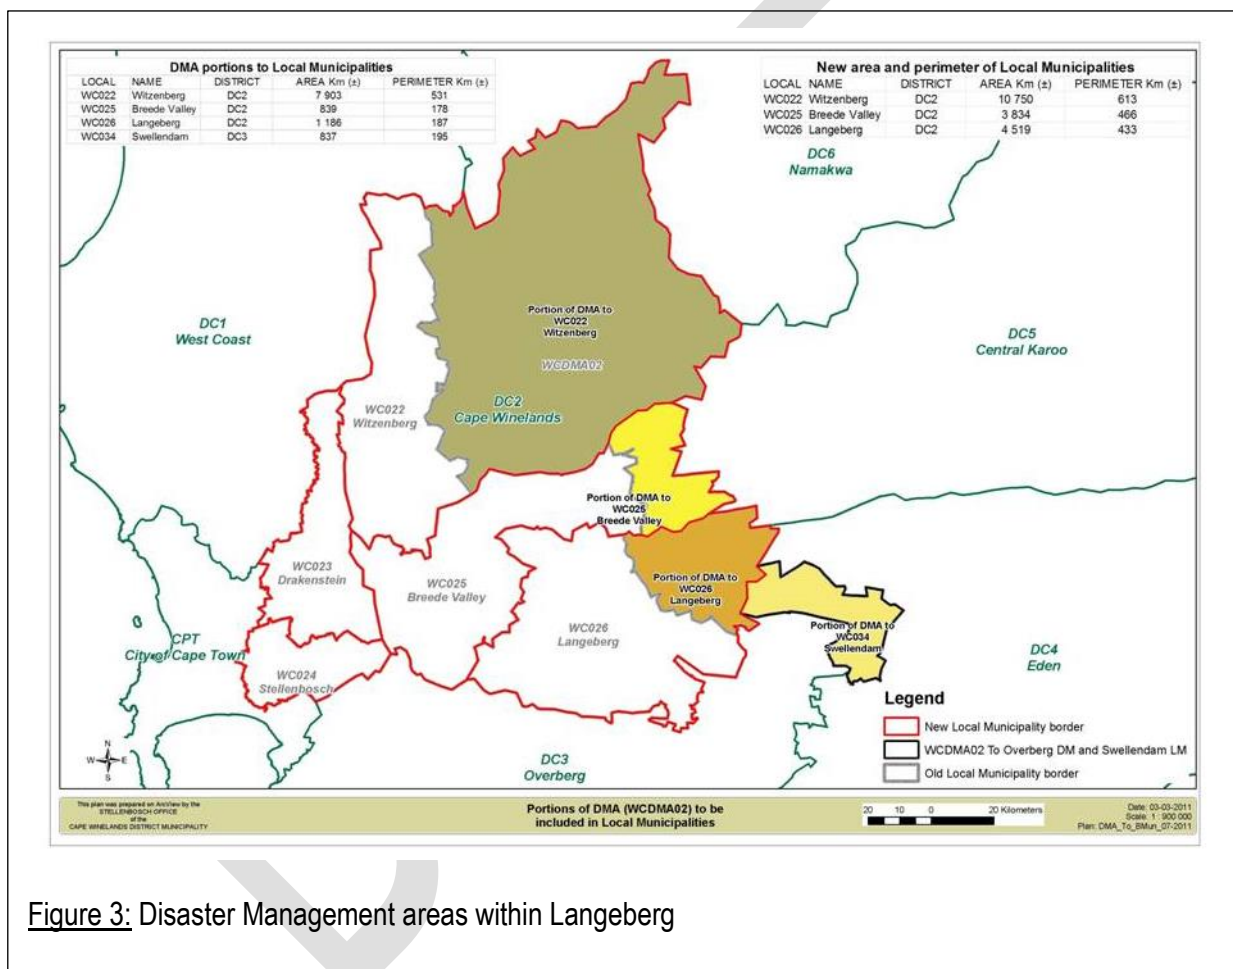 DMA portions to Local Municipalities
LOCAL NAME DISTRICT AREA Km (±) PERIMETER Km (±)
WC022 Witzenberg DC2 7 903 531
WC025 Breede Valley DC2 839 178
WC026 Langeberg DC2 1 186 187
WC034 Swellendam DC3 837 195
New area and perimeter of Local Municipalities
LOCAL NAME DISTRICT AREA Km (±) PERIMETER Km (±)
WC022 Witzenberg DC2 10 750 613
WC025 Breede Valley DC2 3 834 466
WC026 Langeberg DC2 4 519 433
DC6
Namakwa
DC1
West Coast
Portion of DMA to
WC022
Witzenberg
WCDMA02
DC5
Central Karoo
DC2
Cape Winelands
WC022
Witzenberg
Portion of DMA to
WC025
Breede Valley
WC023
Drakenstein
WC025
Breede Valley
Portion of DMA to
WC026
Langeberg
WC026
Langeberg
Portion of DMA to
WC034
Swellendam
CPT
City of Cape Town
WC024
Stellenbosch
DC4
Eden
DC3
Overberg
Legend
New Local Municipality border
WCDMA02 To Overberg DM and Swellendam LM
Old Local Municipality border
N
W E
S
This plan was prepared on ArcView by the
STELLENBOSCH OFFICE
of the
CAPE WINELANDS DISTRICT MUNICIPALITY
Portions of DMA (WCDMA02) to be
included in Local Municipalities
20 10 0 20 Kilometers
Date: 03-03-2011
Scale: 1 : 900 000
Plan: DMA_To_BMun_07-2011
Figure 3: Disaster Management areas within Langeberg